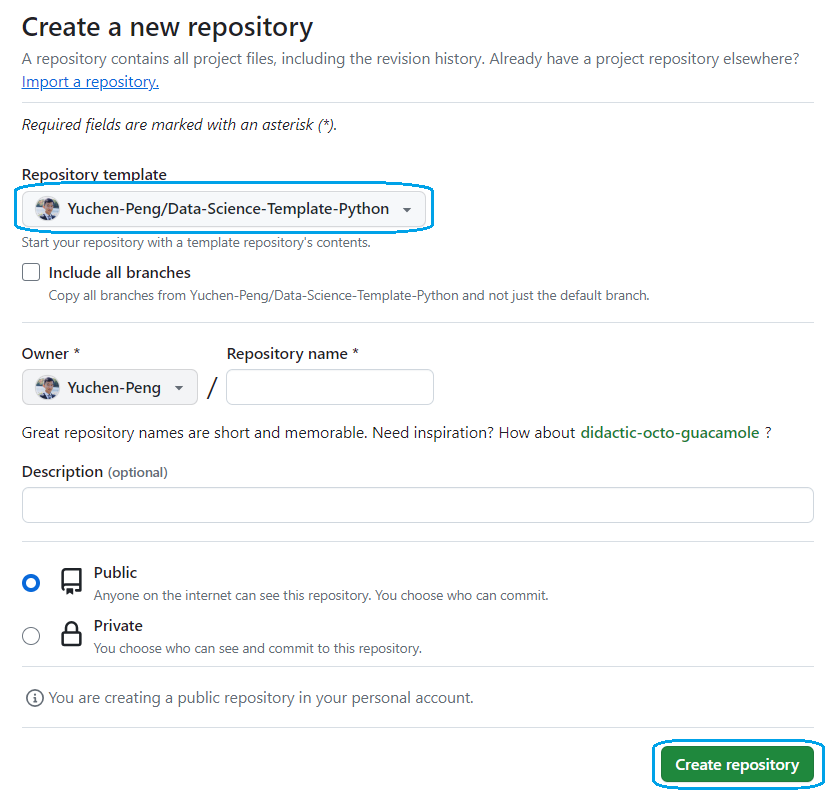 Create a new repository
A repository contains all project files, including the revision history. Already have a project repository elsewhere?
Import a repository.
Required fields are marked with an asterisk (*).
Repository template
Yuchen-Peng/Data-Science-Template-Python
Start your repository with a template repository's contents.
Include all branches
Copy all branches from Yuchen-Peng/Data-Science-Template-Python and not just the default branch.
Owner * Repository name *
Yuchen-Peng /
Great repository names are short and memorable. Need inspiration? How about didactic-octo-guacamole ?
Description (optional)
Public
Anyone on the internet can see this repository. You choose who can commit.
Private
You choose who can see and commit to this repository.
You are creating a public repository in your personal account.
Create repository